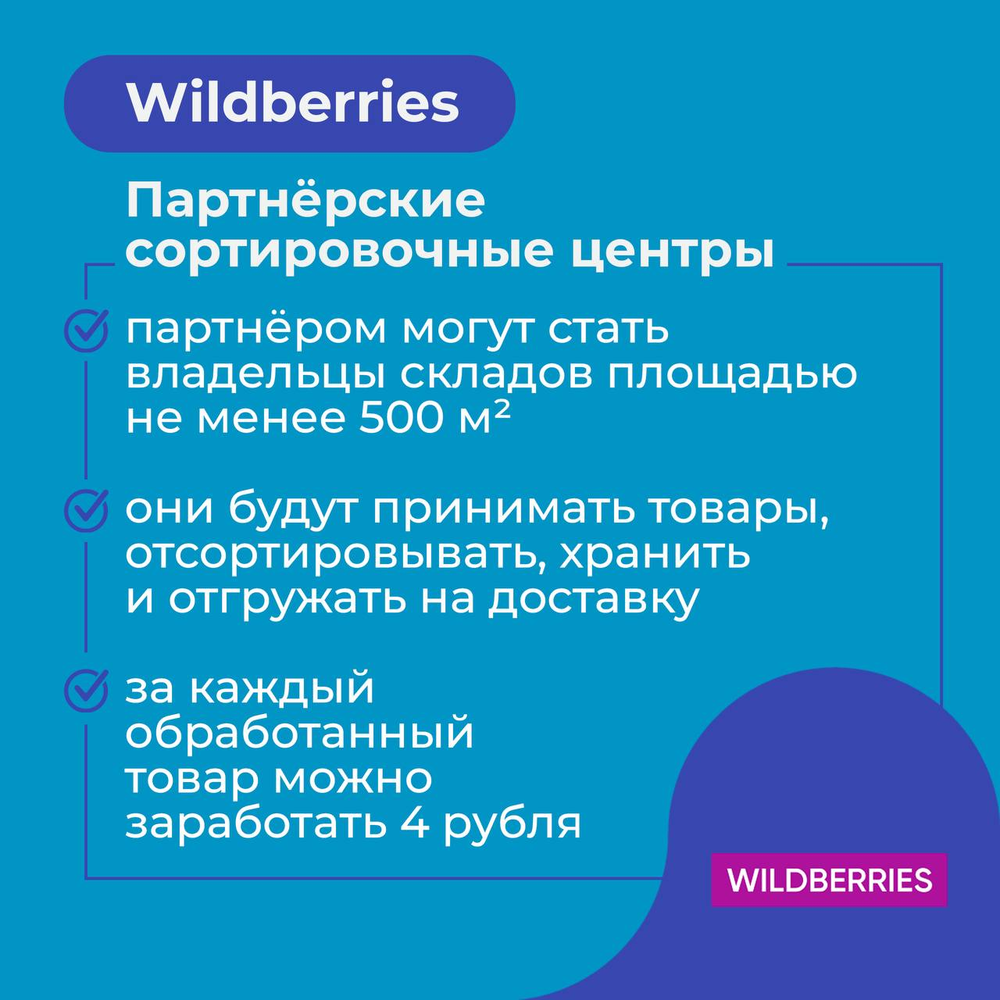 Wildberries
Партнёрские
сортировочные центры
партнёром могут стать
владельцы складов площадью
не менее 500 м²
они будут принимать товары,
отсортировывать, хранить
и отгружать на доставку
за каждый
обработанный
товар можно
заработать 4 рубля
WILDBERRIES